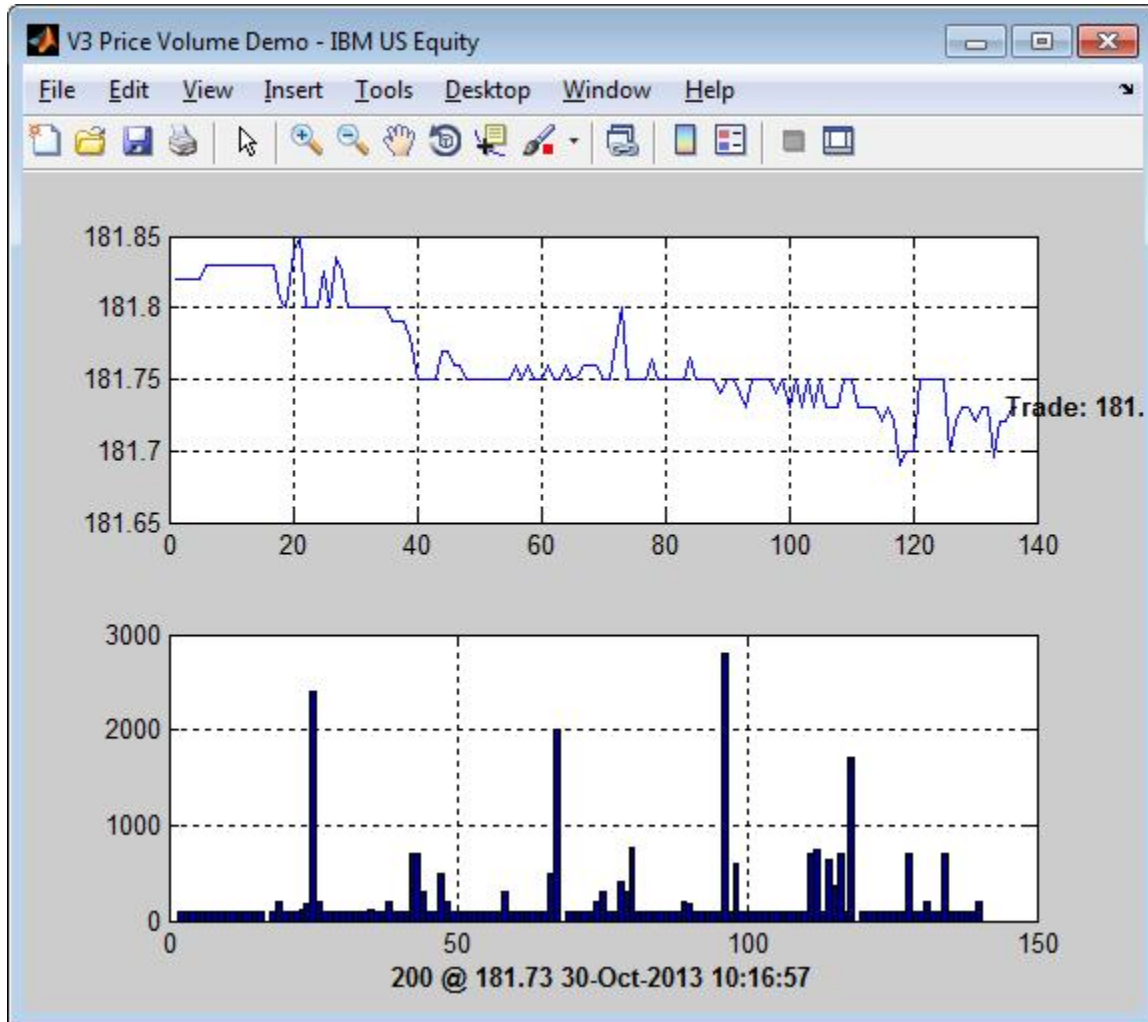 V3 Price Volume Demo - IBM US Equity
File Edit View Insert Tools Desktop Window Help
181.85
181.8
181.75
Trade: 181.
181.7
181.65
0 20 40 60 80 100 120 140
3000
2000
1000
0
0 50 100 150
200 @ 181.73 30-Oct-2013 10:16:57